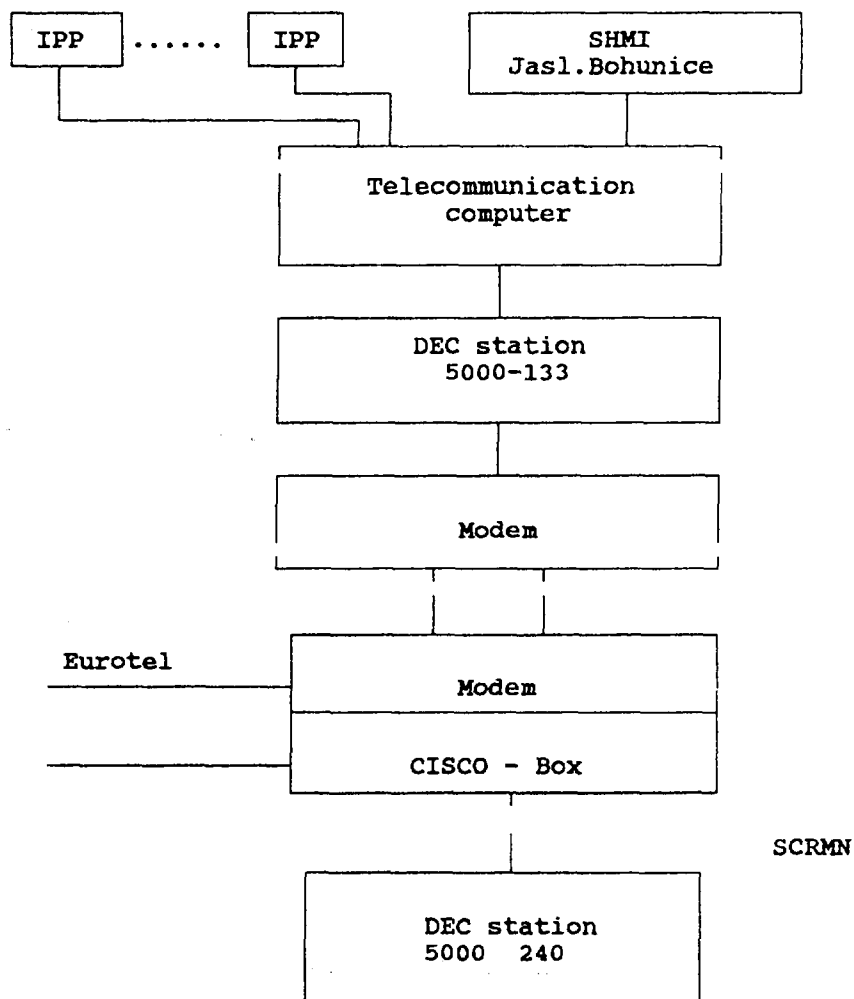 IPP ...... IPP
SHMI
Jasl.Bohunice
Telecommunication
computer
DEC station
5000-133
Modem
Eurotel
Modem
CISCO - Box
SCRMN
DEC station
5000 240